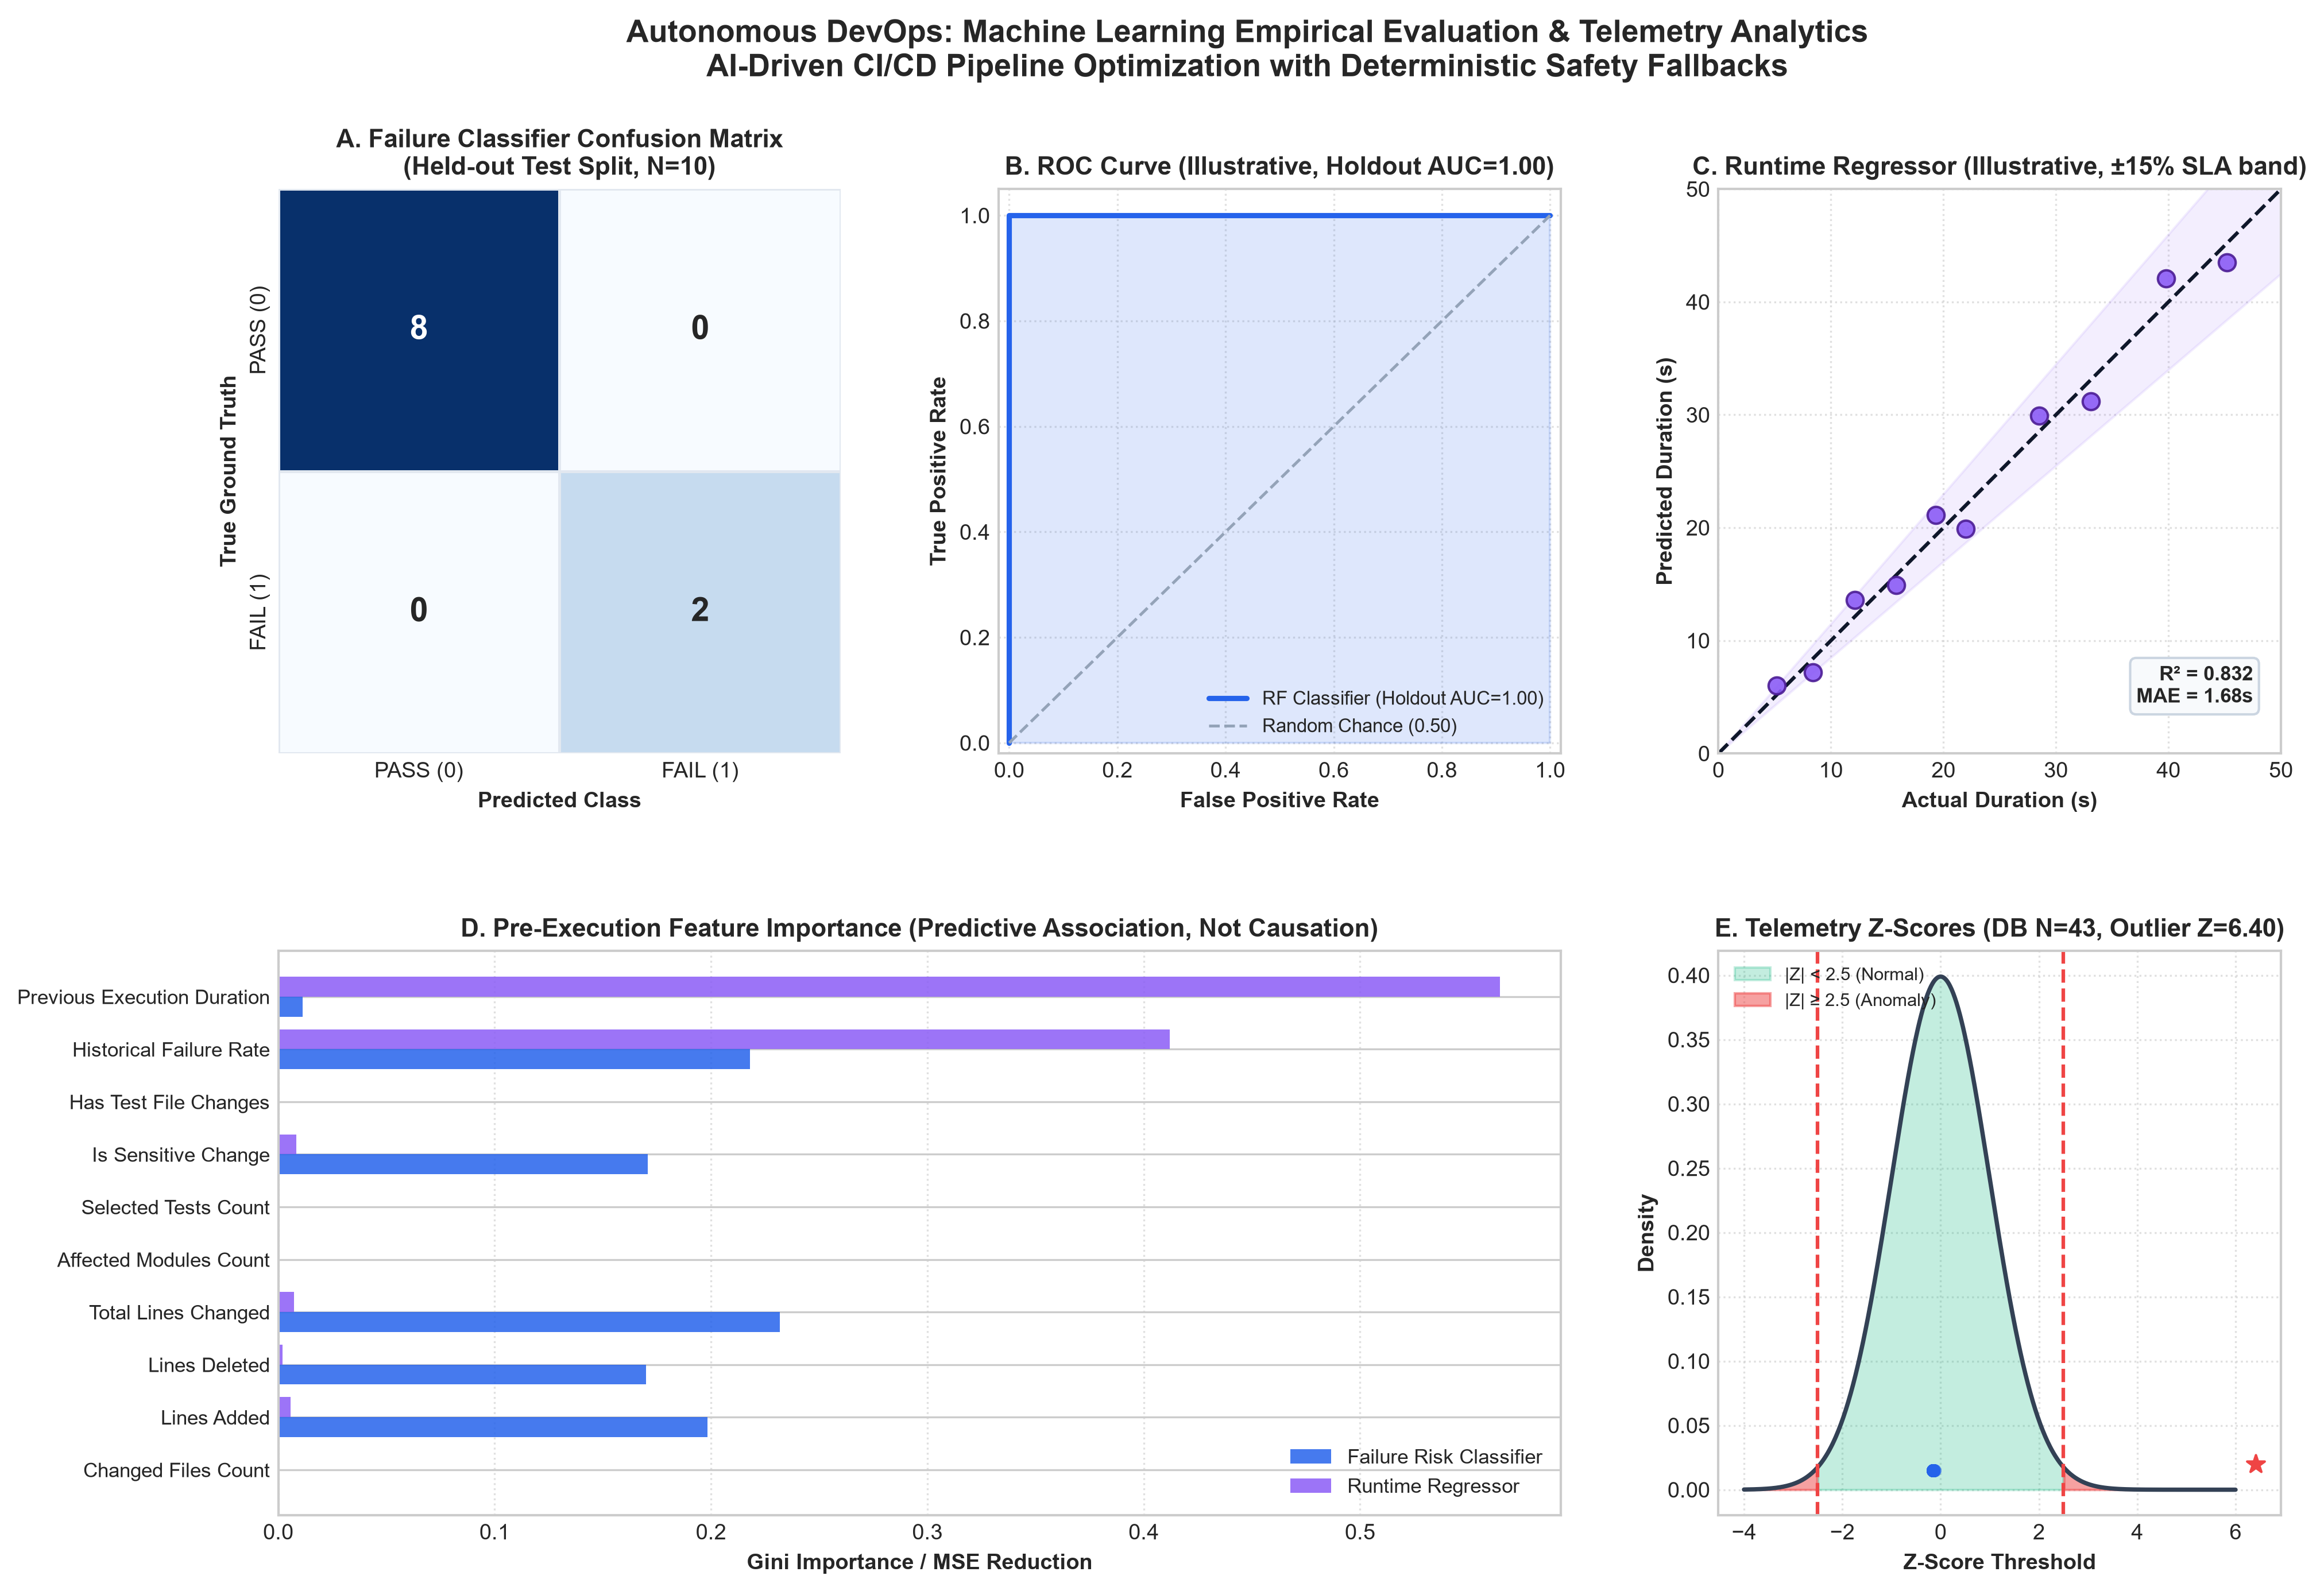 Autonomous DevOps: Machine Learning Empirical Evaluation & Telemetry Analytics
AI-Driven CI/CD Pipeline Optimization with Deterministic Safety Fallbacks
A. Failure Classifier Confusion Matrix
(Held-out Test Split, N=10)
True Ground Truth
PASS (0)
FAIL (1)
8
0
0
2
PASS (0)
FAIL (1)
Predicted Class
B. ROC Curve (Illustrative, Holdout AUC=1.00)
True Positive Rate
1.0
0.8
0.6
0.4
0.2
0.0
RF Classifier (Holdout AUC=1.00)
Random Chance (0.50)
0.0
0.2
0.4
0.6
0.8
1.0
False Positive Rate
C. Runtime Regressor (Illustrative, ±15% SLA band)
Predicted Duration (s)
50
40
30
20
10
0
R² = 0.832
MAE = 1.68s
0
10
20
30
40
50
Actual Duration (s)
D. Pre-Execution Feature Importance (Predictive Association, Not Causation)
Previous Execution Duration
Historical Failure Rate
Has Test File Changes
Is Sensitive Change
Selected Tests Count
Affected Modules Count
Total Lines Changed
Lines Deleted
Lines Added
Changed Files Count
Failure Risk Classifier
Runtime Regressor
0.0
0.1
0.2
0.3
0.4
0.5
Gini Importance / MSE Reduction
E. Telemetry Z-Scores (DB N=43, Outlier Z=6.40)
|Z| < 2.5 (Normal)
|Z| ≥ 2.5 (Anomaly)
Density
0.40
0.35
0.30
0.25
0.20
0.15
0.10
0.05
0.00
−4
−2
0
2
4
6
Z-Score Threshold